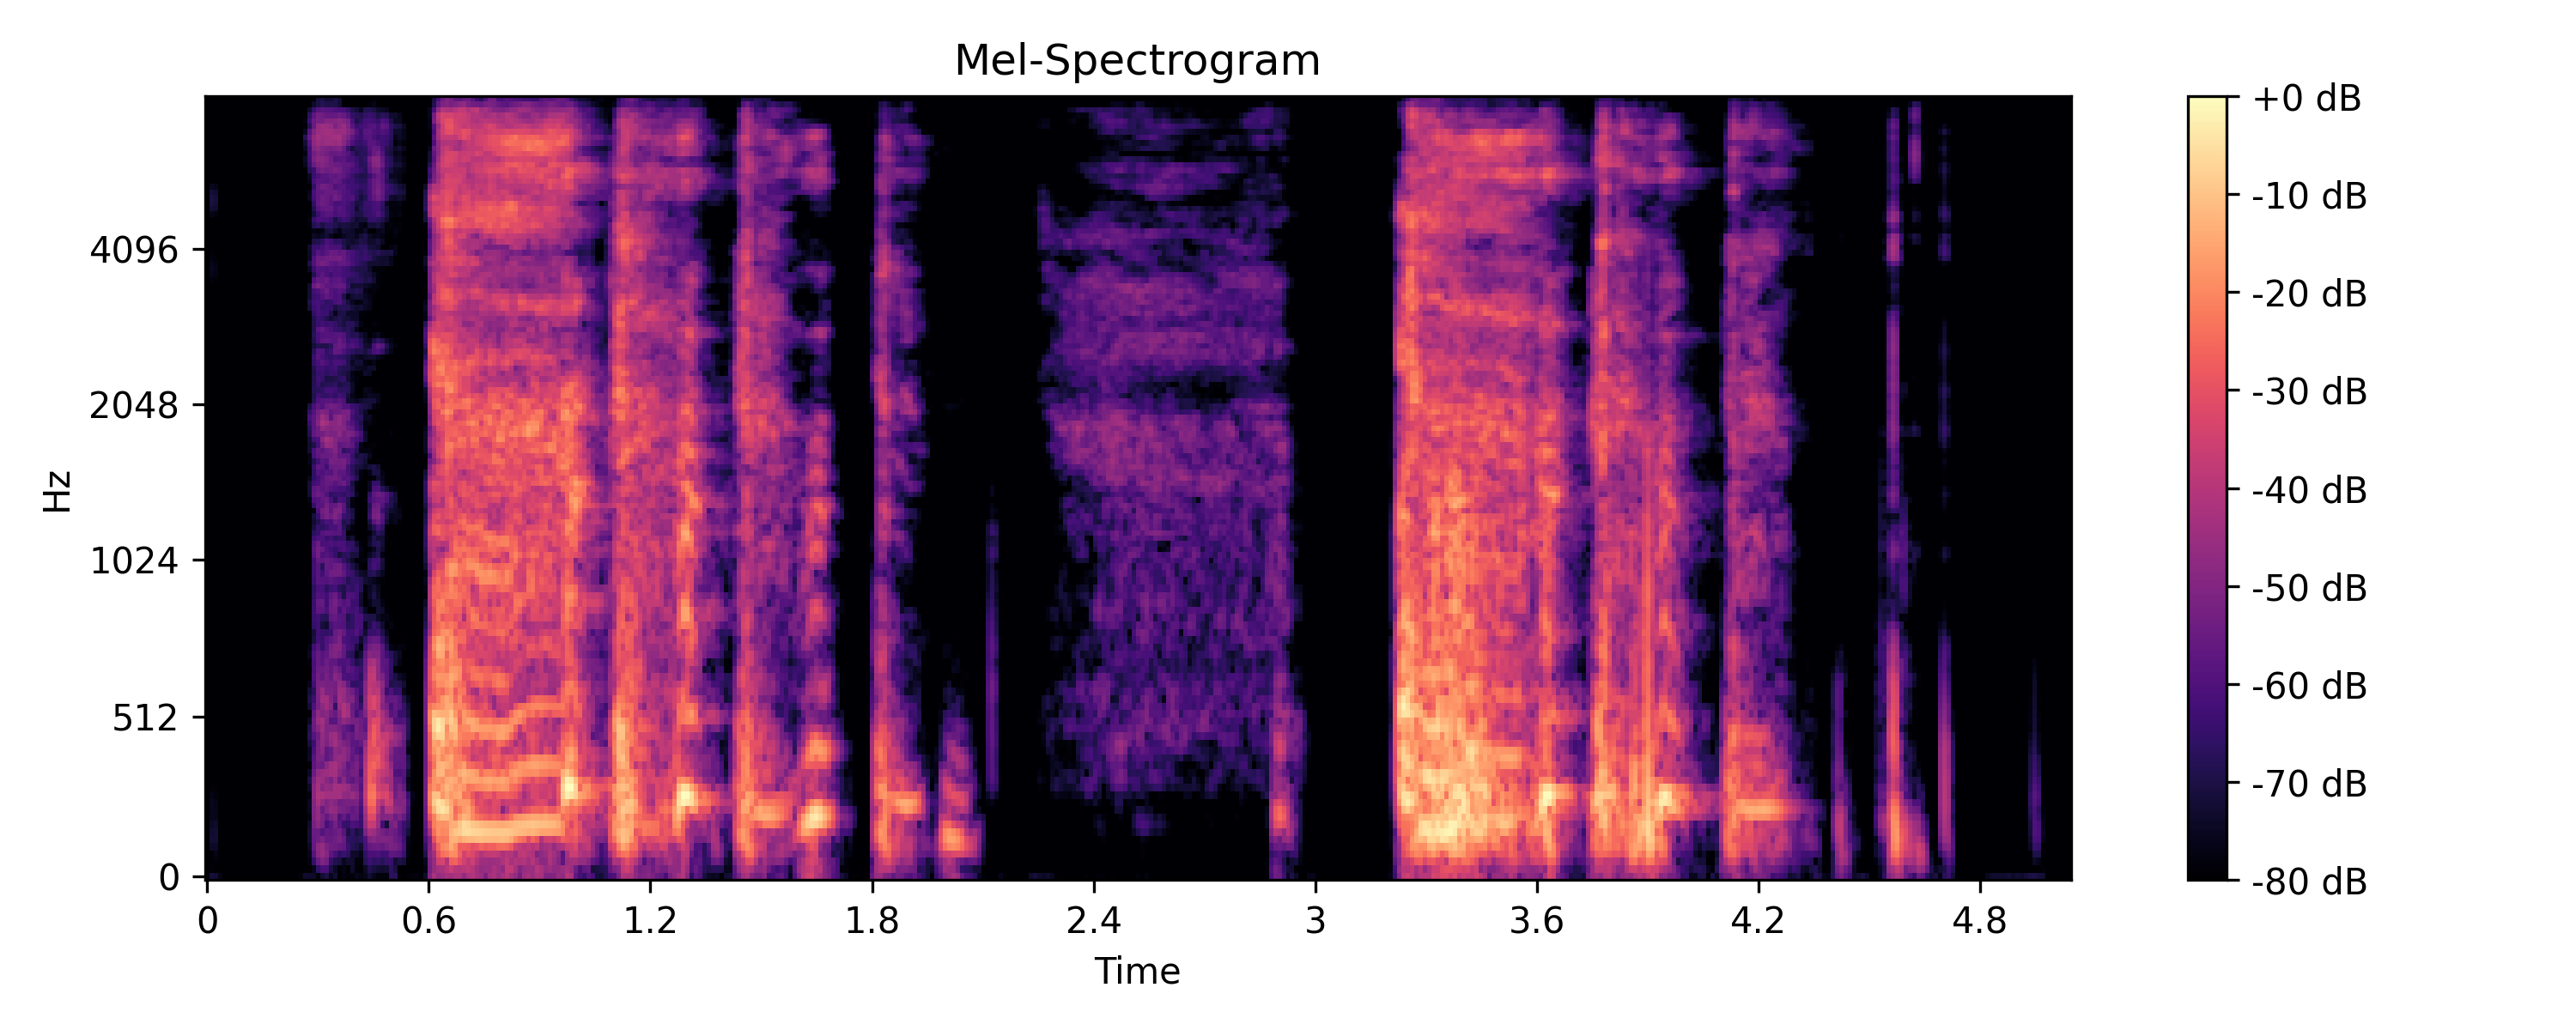 Mel-Spectrogram
+0 dB
-10 dB
-20 dB
-30 dB
-40 dB
-50 dB
-60 dB
-70 dB
-80 dB
4096
2048
1024
512
0
Hz
0 0.6 1.2 1.8 2.4 3 3.6 4.2 4.8
Time